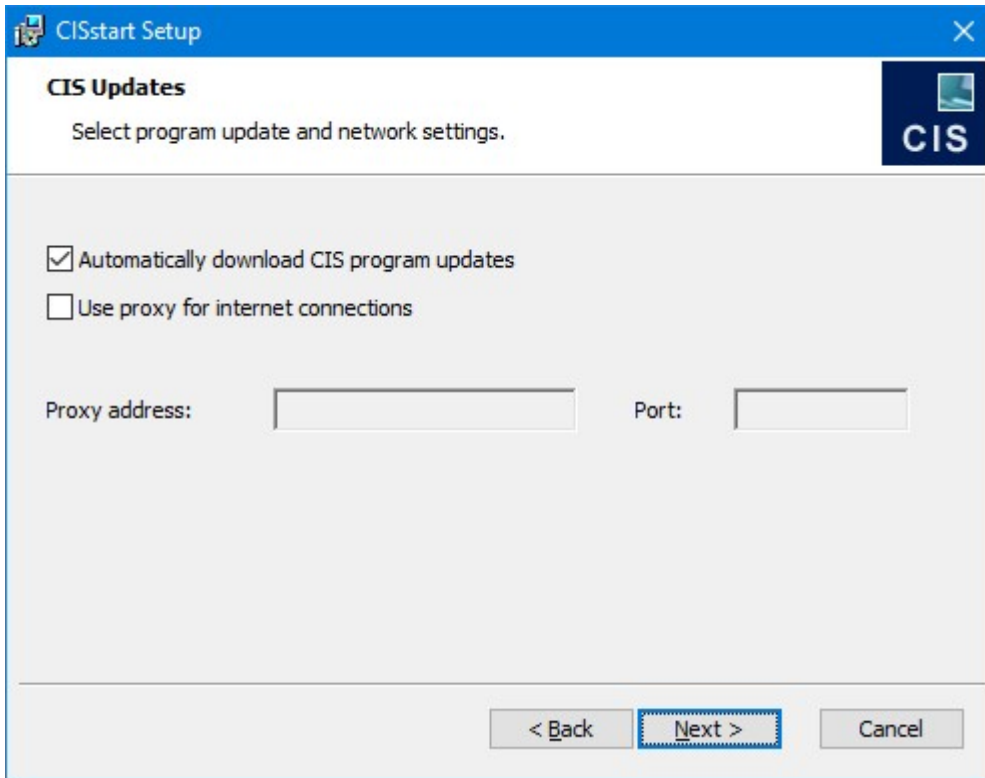 CISstart Setup
CIS Updates
Select program update and network settings.
CIS
Automatically download CIS program updates
Use proxy for internet connections
Proxy address: Port:
< Back Next > Cancel